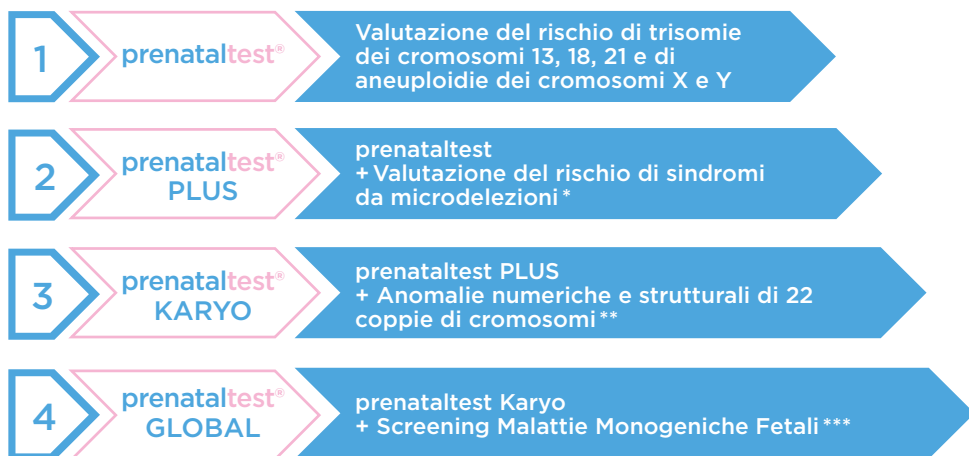 1
prenataltest®
Valutazione del rischio di trisomie
dei cromosomi 13, 18, 21 e di
aneuploidie dei cromosomi X e Y
2
prenataltest®
PLUS
prenataltest
+ Valutazione del rischio di sindromi
da microdelezioni*
3
prenataltest®
KARYO
prenataltest PLUS
+ Anomalie numeriche e strutturali di 22
coppie di cromosomi**
4
prenataltest®
GLOBAL
prenataltest Karyo
+ Screening Malattie Monogeniche Fetali***